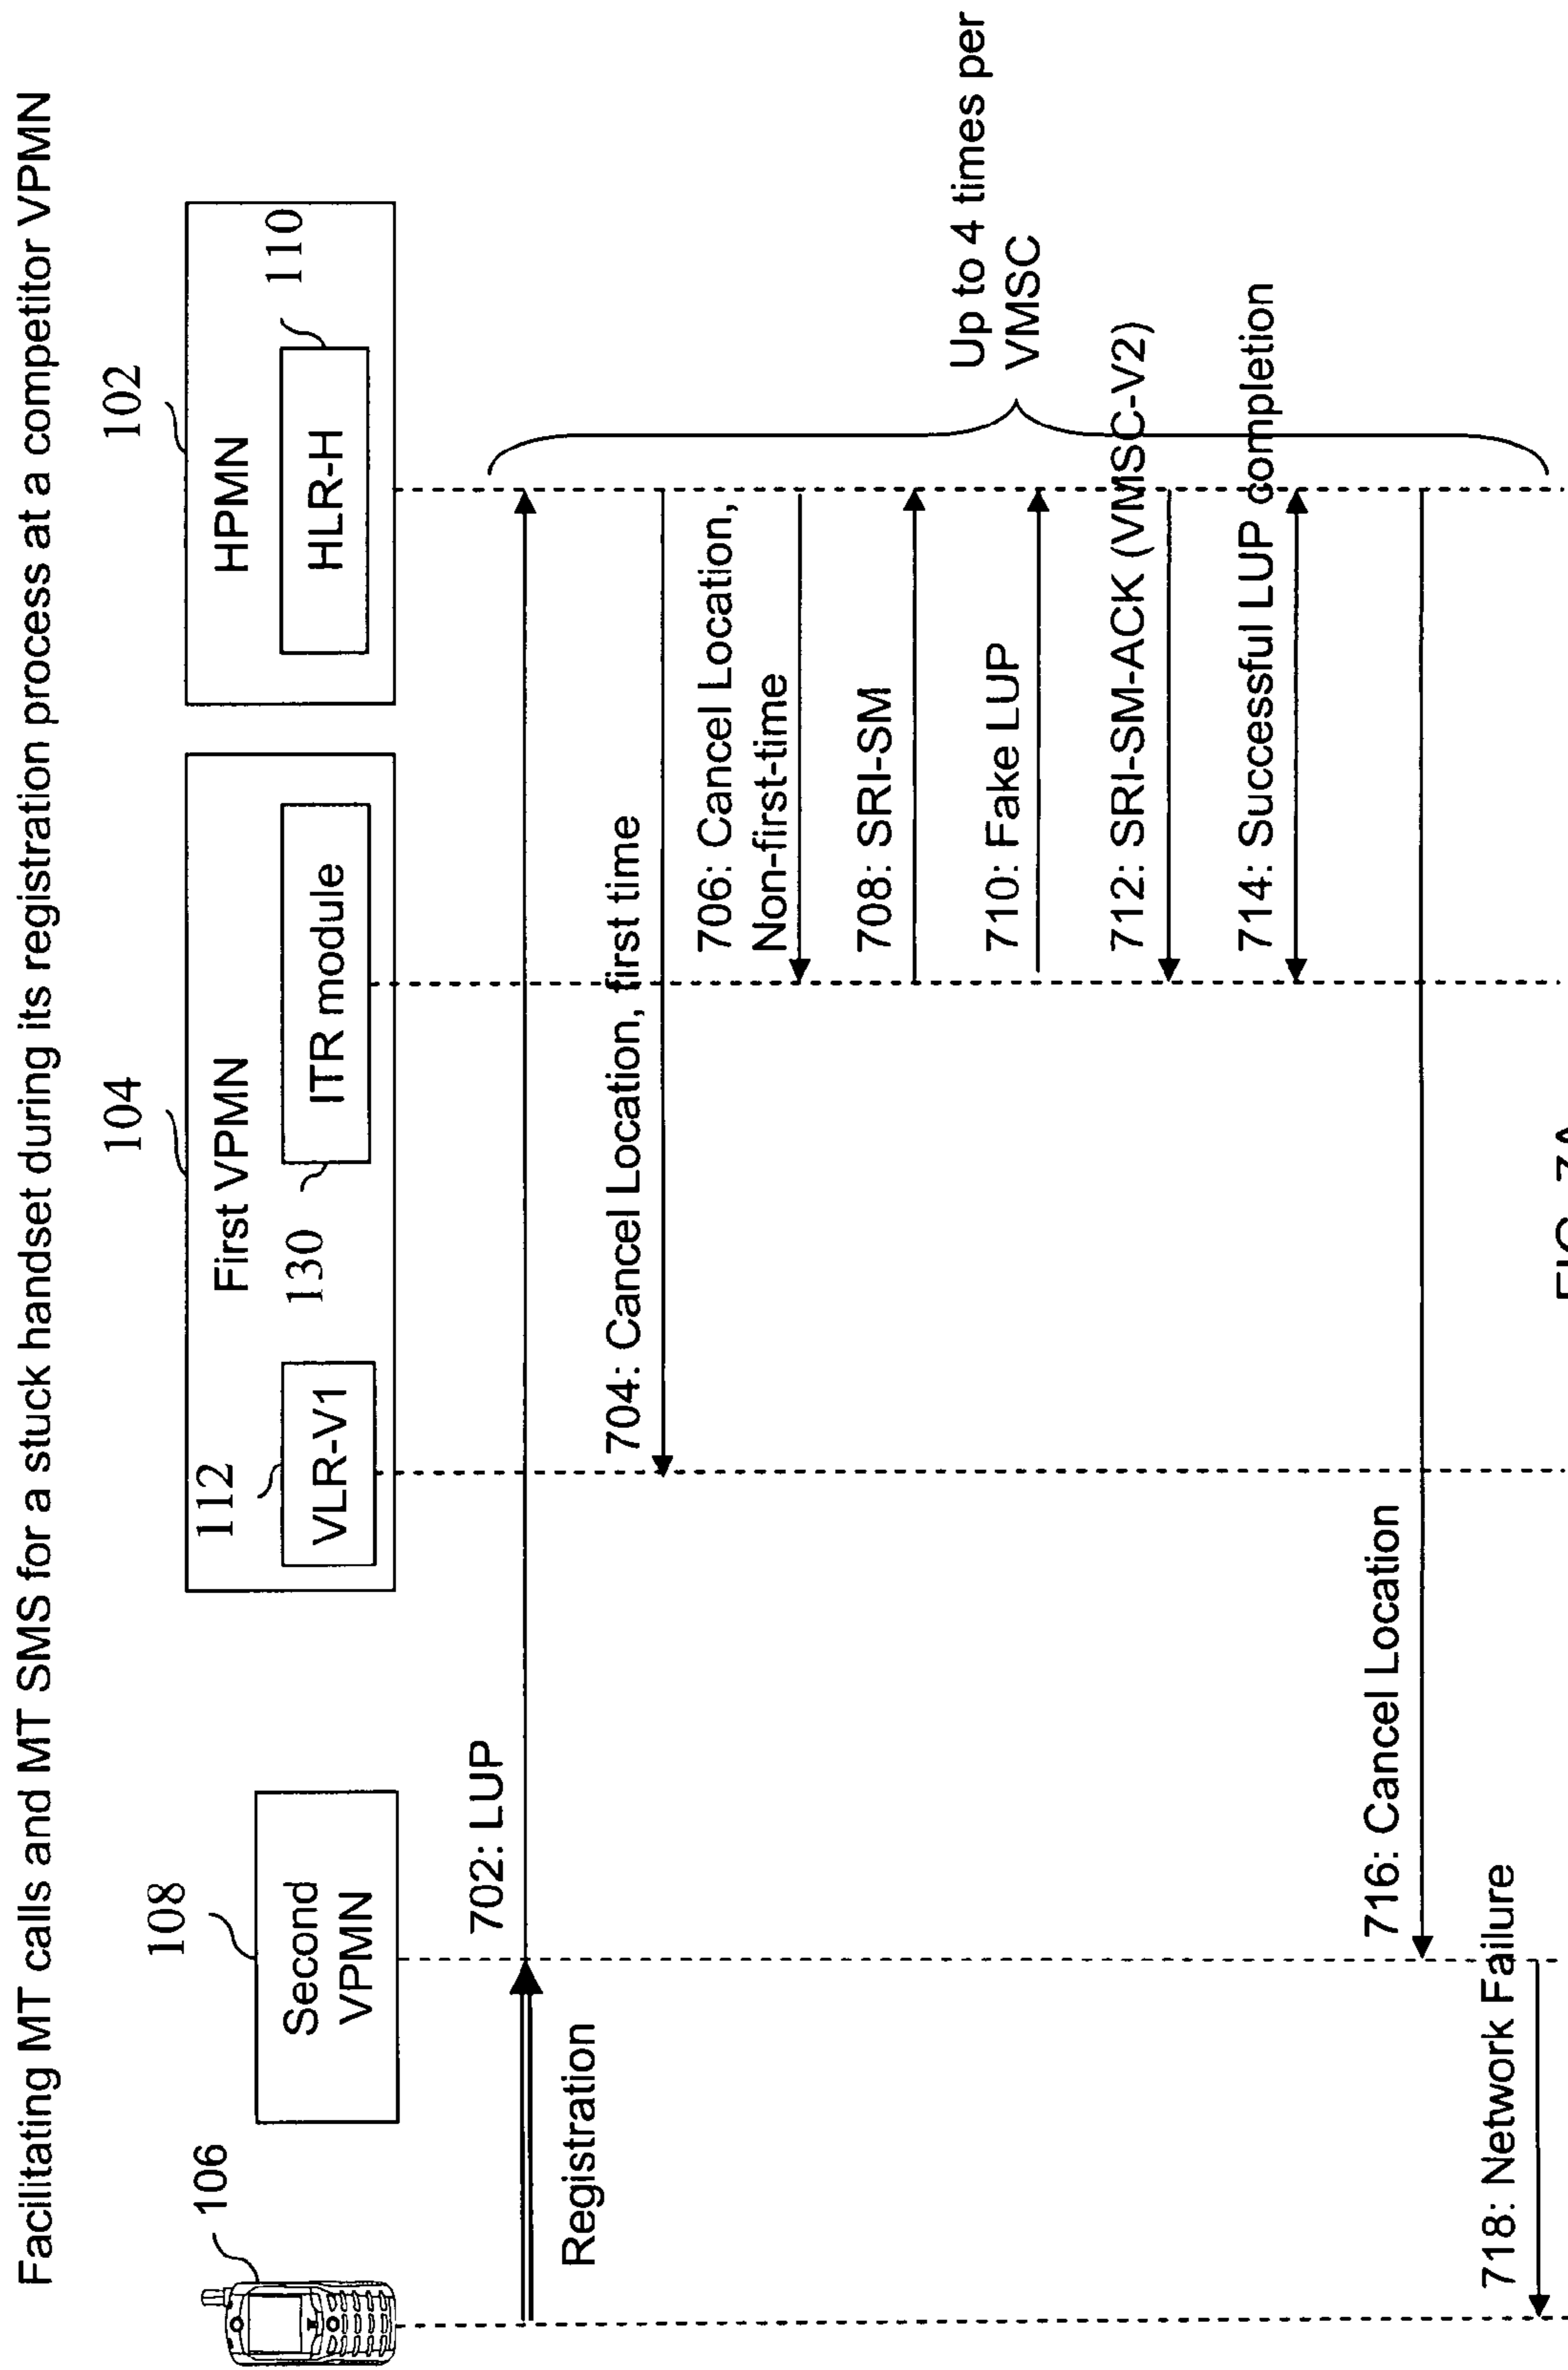 Facilitating MT calls and MT SMS for a stuck handset during its registration process at a competitor VPMN
106
108
104
102
Second
VPMN
First VPMN
112
VLR-V1
130
ITR module
HPMN
HLR-H
110
Registration
702: LUP
704: Cancel Location, first time
706: Cancel Location,
Non-first-time
708: SRI-SM
710: Fake LUP
712: SRI-SM-ACK (VMSC-V2)
714: Successful LUP completion
Up to 4 times per
VMSC
716: Cancel Location
718: Network Failure
FIG. 7A